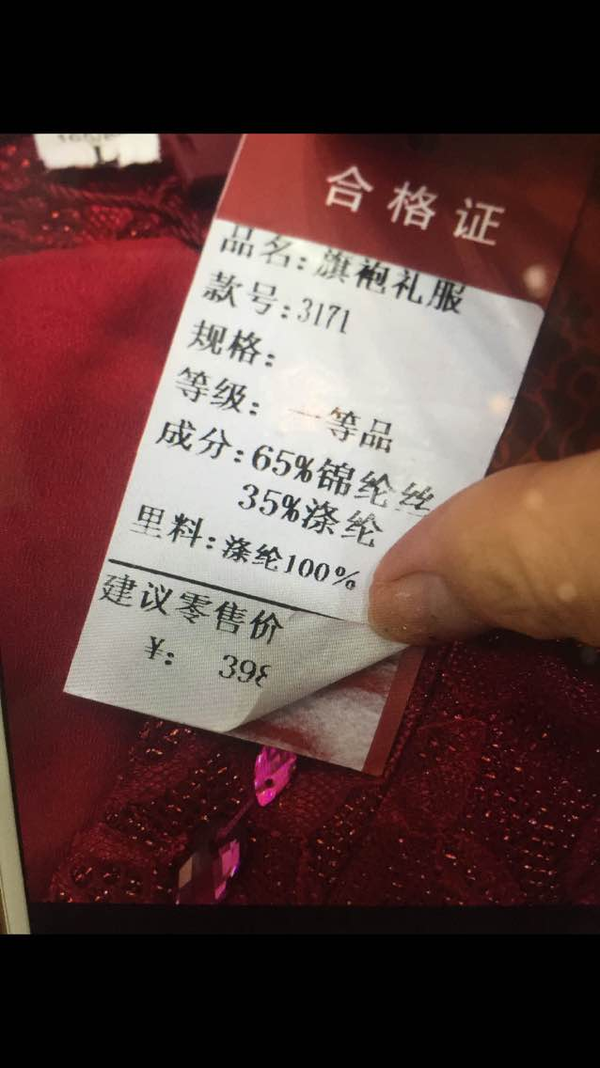 L
合格证
品名：旗袍礼服
款号：3171
规格：
等级：一等品
成分：65%锦纶丝
35%涤纶
里料：涤纶100%
建议零售价
¥： 398